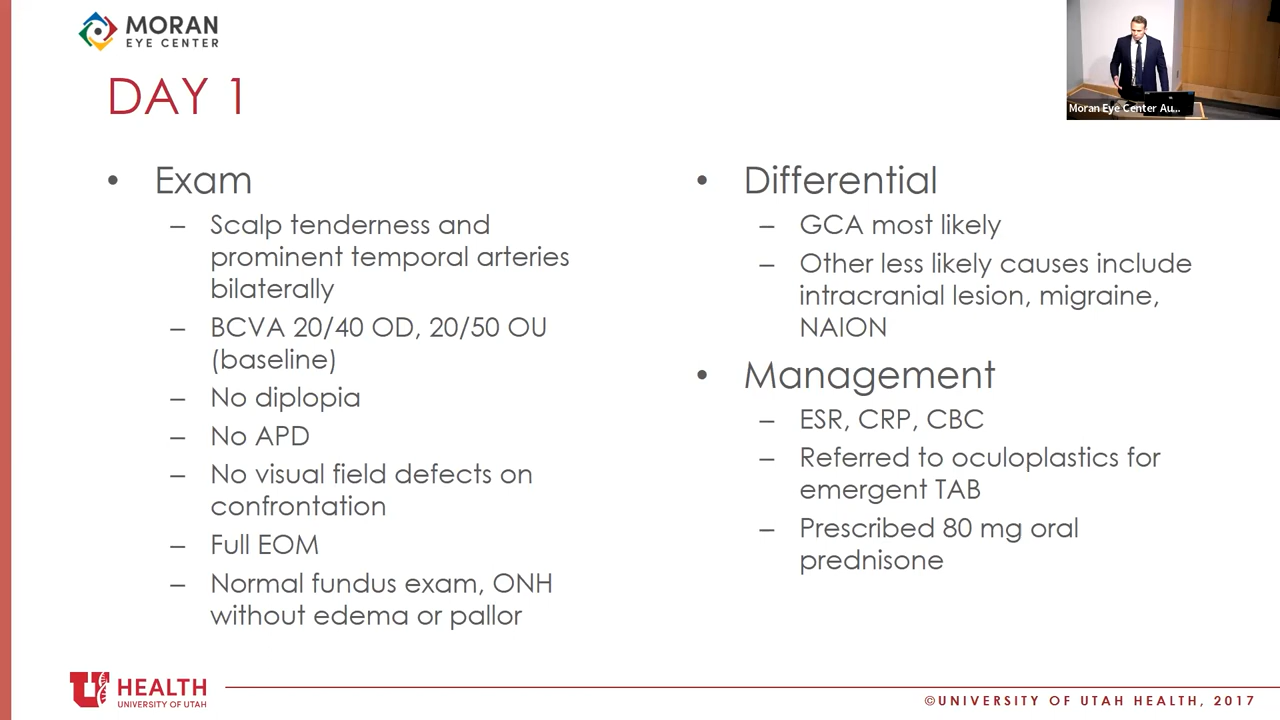 MORAN
EYE CENTER
DAY 1
Moran Eye Center Au...
• Exam
– Scalp tenderness and
prominent temporal arteries
bilaterally
– BCVA 20/40 OD, 20/50 OU
(baseline)
– No diplopia
– No APD
– No visual field defects on
confrontation
– Full EOM
– Normal fundus exam, ONH
without edema or pallor
• Differential
– GCA most likely
– Other less likely causes include
intracranial lesion, migraine,
NAION
• Management
– ESR, CRP, CBC
– Referred to oculoplastics for
emergent TAB
– Prescribed 80 mg oral
prednisone
U HEALTH
UNIVERSITY OF UTAH
©UNIVERSITY OF UTAH HEALTH, 2017